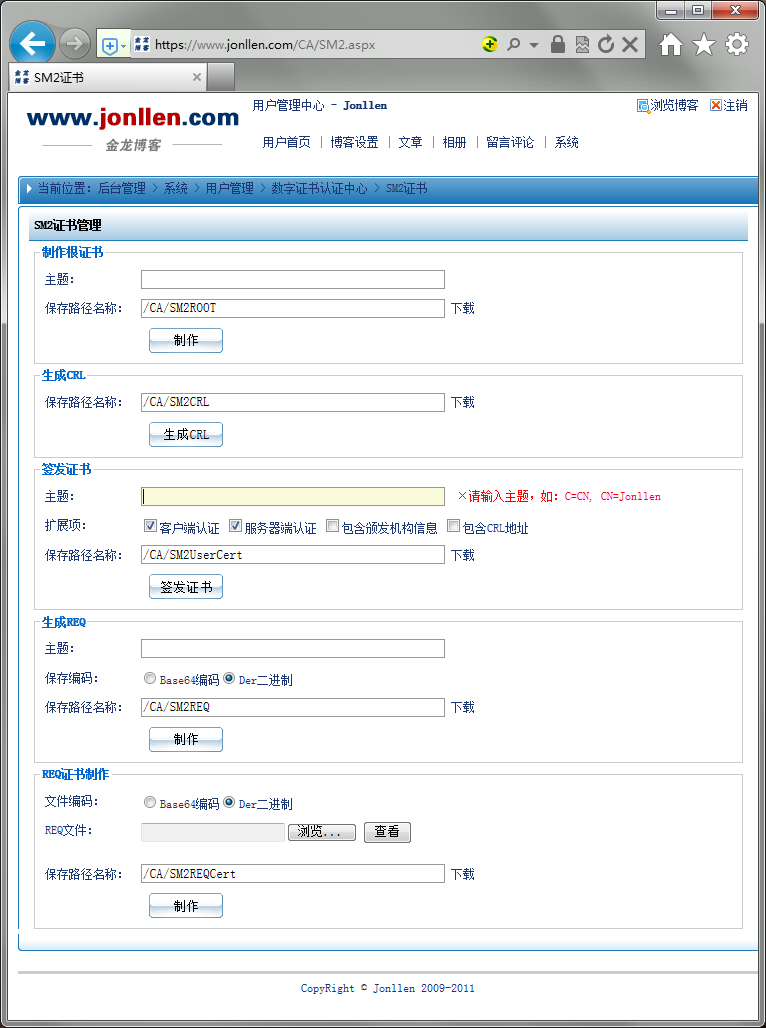 https://www.jonllen.com/CA/SM2.aspx
金龙博客 SM2证书
www.jonllen.com
金龙博客
用户管理中心 - Jonllen
浏览博客 注销
用户首页 | 博客设置 | 文章 | 相册 | 留言评论 | 系统
当前位置: 后台管理 > 系统 > 用户管理 > 数字证书认证中心 > SM2证书
SM2证书管理
制作根证书
主题:
保存路径名称: /CA/SM2ROOT 下载
制作
生成CRL
保存路径名称: /CA/SM2CRL 下载
生成CRL
签发证书
主题: ×请输入主题，如: C=CN, CN=Jonllen
扩展项: 客户端认证 服务器端认证 包含颁发机构信息 包含CRL地址
保存路径名称: /CA/SM2UserCert 下载
签发证书
生成REQ
主题:
保存编码: Base64编码 Der二进制
保存路径名称: /CA/SM2REQ 下载
制作
REQ证书制作
文件编码: Base64编码 Der二进制
REQ文件: 浏览... 查看
保存路径名称: /CA/SM2REQCert 下载
制作
CopyRight © Jonllen 2009-2011